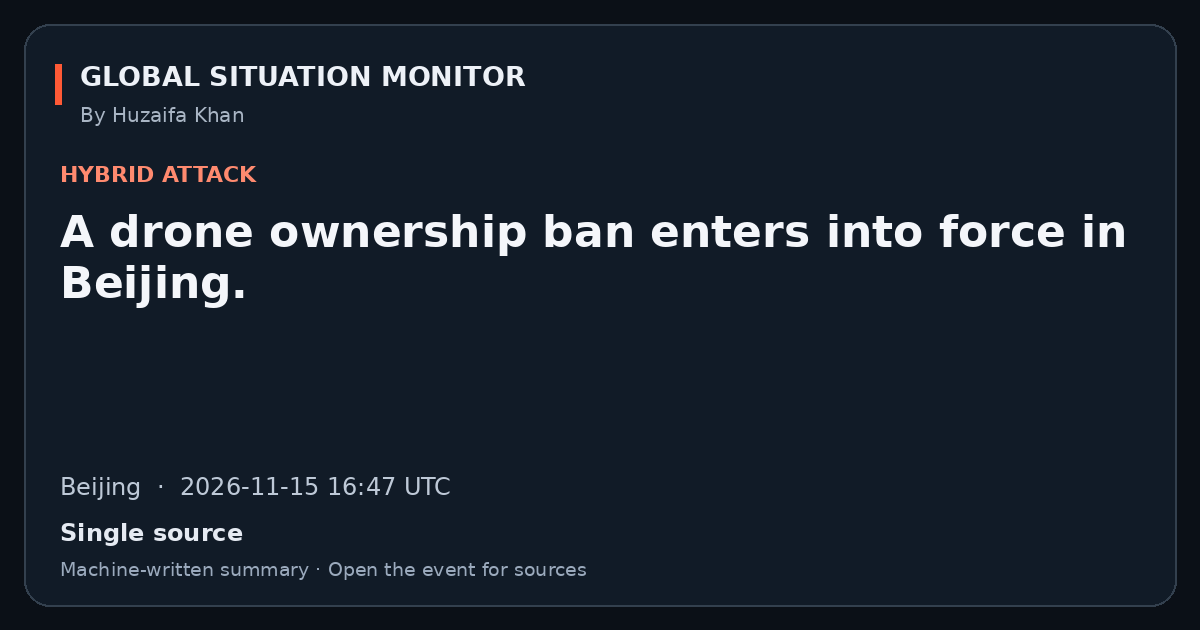 GLOBAL SITUATION MONITOR
By Huzaifa Khan
HYBRID ATTACK
A drone ownership ban enters into force in
Beijing.
Beijing · 2026-11-15 16:47 UTC
Single source
Machine-written summary · Open the event for sources